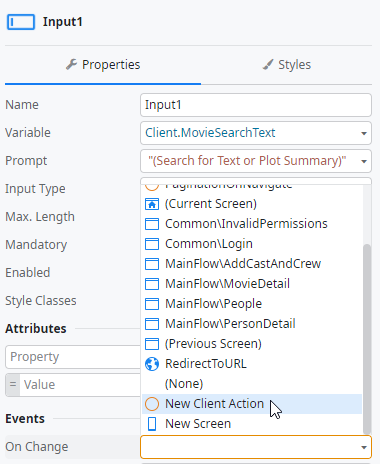 Input1
Properties
Styles
Name Input1
Variable Client.MovieSearchText
Prompt "(Search for Text or Plot Summary)"
Input Type
PaginationOnNavigate
(Current Screen)
Max. Length
Common\InvalidPermissions
Mandatory
Common\Login
MainFlow\AddCastAndCrew
Enabled
MainFlow\MovieDetail
Style Classes
MainFlow\People
Attributes
MainFlow\PersonDetail
(Previous Screen)
Property
RedirectToURL
= Value
(None)
New Client Action
Events
New Screen
On Change